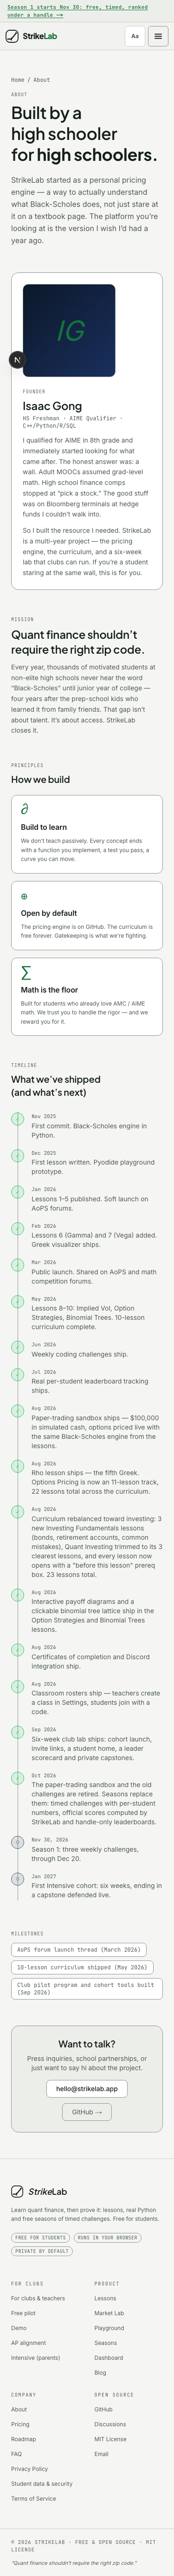 Season 1 starts Nov 30: free, timed, ranked
under a handle ⟶
StrikeLab
Aa
Home / About
ABOUT
Built by a
high schooler
for high schoolers.
StrikeLab started as a personal pricing
engine — a way to actually understand
what Black-Scholes does, not just stare at
it on a textbook page. The platform you're
looking at is the version I wish I'd had a
year ago.
IG
N
FOUNDER
Isaac Gong
HS Freshman · AIME Qualifier ·
C++/Python/R/SQL
I qualified for AIME in 8th grade and
immediately started looking for what
came after. The honest answer was: a
wall. Adult MOOCs assumed grad-level
math. High school finance comps
stopped at "pick a stock." The good stuff
was on Bloomberg terminals at hedge
funds I couldn't walk into.
So I built the resource I needed. StrikeLab
is a multi-year project — the pricing
engine, the curriculum, and a six-week
lab that clubs can run. If you're a student
staring at the same wall, this is for you.
MISSION
Quant finance shouldn't
require the right zip code.
Every year, thousands of motivated students at
non-elite high schools never hear the word
"Black-Scholes" until junior year of college —
four years after the prep-school kids who
learned it from family friends. That gap isn't
about talent. It's about access. StrikeLab
closes it.
PRINCIPLES
How we build
∂
Build to learn
We don't teach passively. Every concept ends
with a function you implement, a test you pass, a
curve you can move.
⊕
Open by default
The pricing engine is on GitHub. The curriculum is
free forever. Gatekeeping is what we're fighting.
∑
Math is the floor
Built for students who already love AMC / AIME
math. We trust you to handle the rigor — and we
reward you for it.
TIMELINE
What we've shipped
(and what's next)
✓
Nov 2025
First commit. Black-Scholes engine in
Python.
✓
Dec 2025
First lesson written. Pyodide playground
prototype.
✓
Jan 2026
Lessons 1–5 published. Soft launch on
AoPS forums.
✓
Feb 2026
Lessons 6 (Gamma) and 7 (Vega) added.
Greek visualizer ships.
✓
Mar 2026
Public launch. Shared on AoPS and math
competition forums.
✓
May 2026
Lessons 8–10: Implied Vol, Option
Strategies, Binomial Trees. 10-lesson
curriculum complete.
✓
Jun 2026
Weekly coding challenges ship.
✓
Jul 2026
Real per-student leaderboard tracking
ships.
✓
Aug 2026
Paper-trading sandbox ships — $100,000
in simulated cash, options priced live with
the same Black-Scholes engine from the
lessons.
✓
Aug 2026
Rho lesson ships — the fifth Greek.
Options Pricing is now an 11-lesson track,
22 lessons total across the curriculum.
✓
Aug 2026
Curriculum rebalanced toward investing: 3
new Investing Fundamentals lessons
(bonds, retirement accounts, common
mistakes), Quant Investing trimmed to its 3
clearest lessons, and every lesson now
opens with a "before this lesson" prereq
box. 23 lessons total.
✓
Aug 2026
Interactive payoff diagrams and a
clickable binomial tree lattice ship in the
Option Strategies and Binomial Trees
lessons.
✓
Aug 2026
Certificates of completion and Discord
integration ship.
✓
Aug 2026
Classroom rosters ship — teachers create
a class in Settings, students join with a
code.
✓
Sep 2026
Six-week club lab ships: cohort launch,
invite links, a student home, a leader
scorecard and private capstones.
✓
Oct 2026
The paper-trading sandbox and the old
challenges are retired. Seasons replace
them: timed challenges with per-student
numbers, official scores computed by
StrikeLab and handle-only leaderboards.
Nov 30, 2026
Season 1: three weekly challenges,
through Dec 20.
Jan 2027
First Intensive cohort: six weeks, ending in
a capstone defended live.
MILESTONES
AoPS forum launch thread (March 2026)
10-lesson curriculum shipped (May 2026)
Club pilot program and cohort tools built
(Sep 2026)
Want to talk?
Press inquiries, school partnerships, or
just want to say hi about the project.
hello@strikelab.app
GitHub ⟶
StrikeLab
Learn quant finance, then prove it: lessons, real Python
and free seasons of timed challenges. Free for students.
FREE FOR STUDENTS
RUNS IN YOUR BROWSER
PRIVATE BY DEFAULT
FOR CLUBS
For clubs & teachers
Free pilot
Demo
AP alignment
Intensive (parents)
PRODUCT
Lessons
Market Lab
Playground
Seasons
Dashboard
Blog
COMPANY
About
Pricing
Roadmap
FAQ
Privacy Policy
Student data & security
Terms of Service
OPEN SOURCE
GitHub
Discussions
MIT License
Email
© 2026 STRIKELAB · FREE & OPEN SOURCE · MIT
LICENSE
"Quant finance shouldn't require the right zip code."